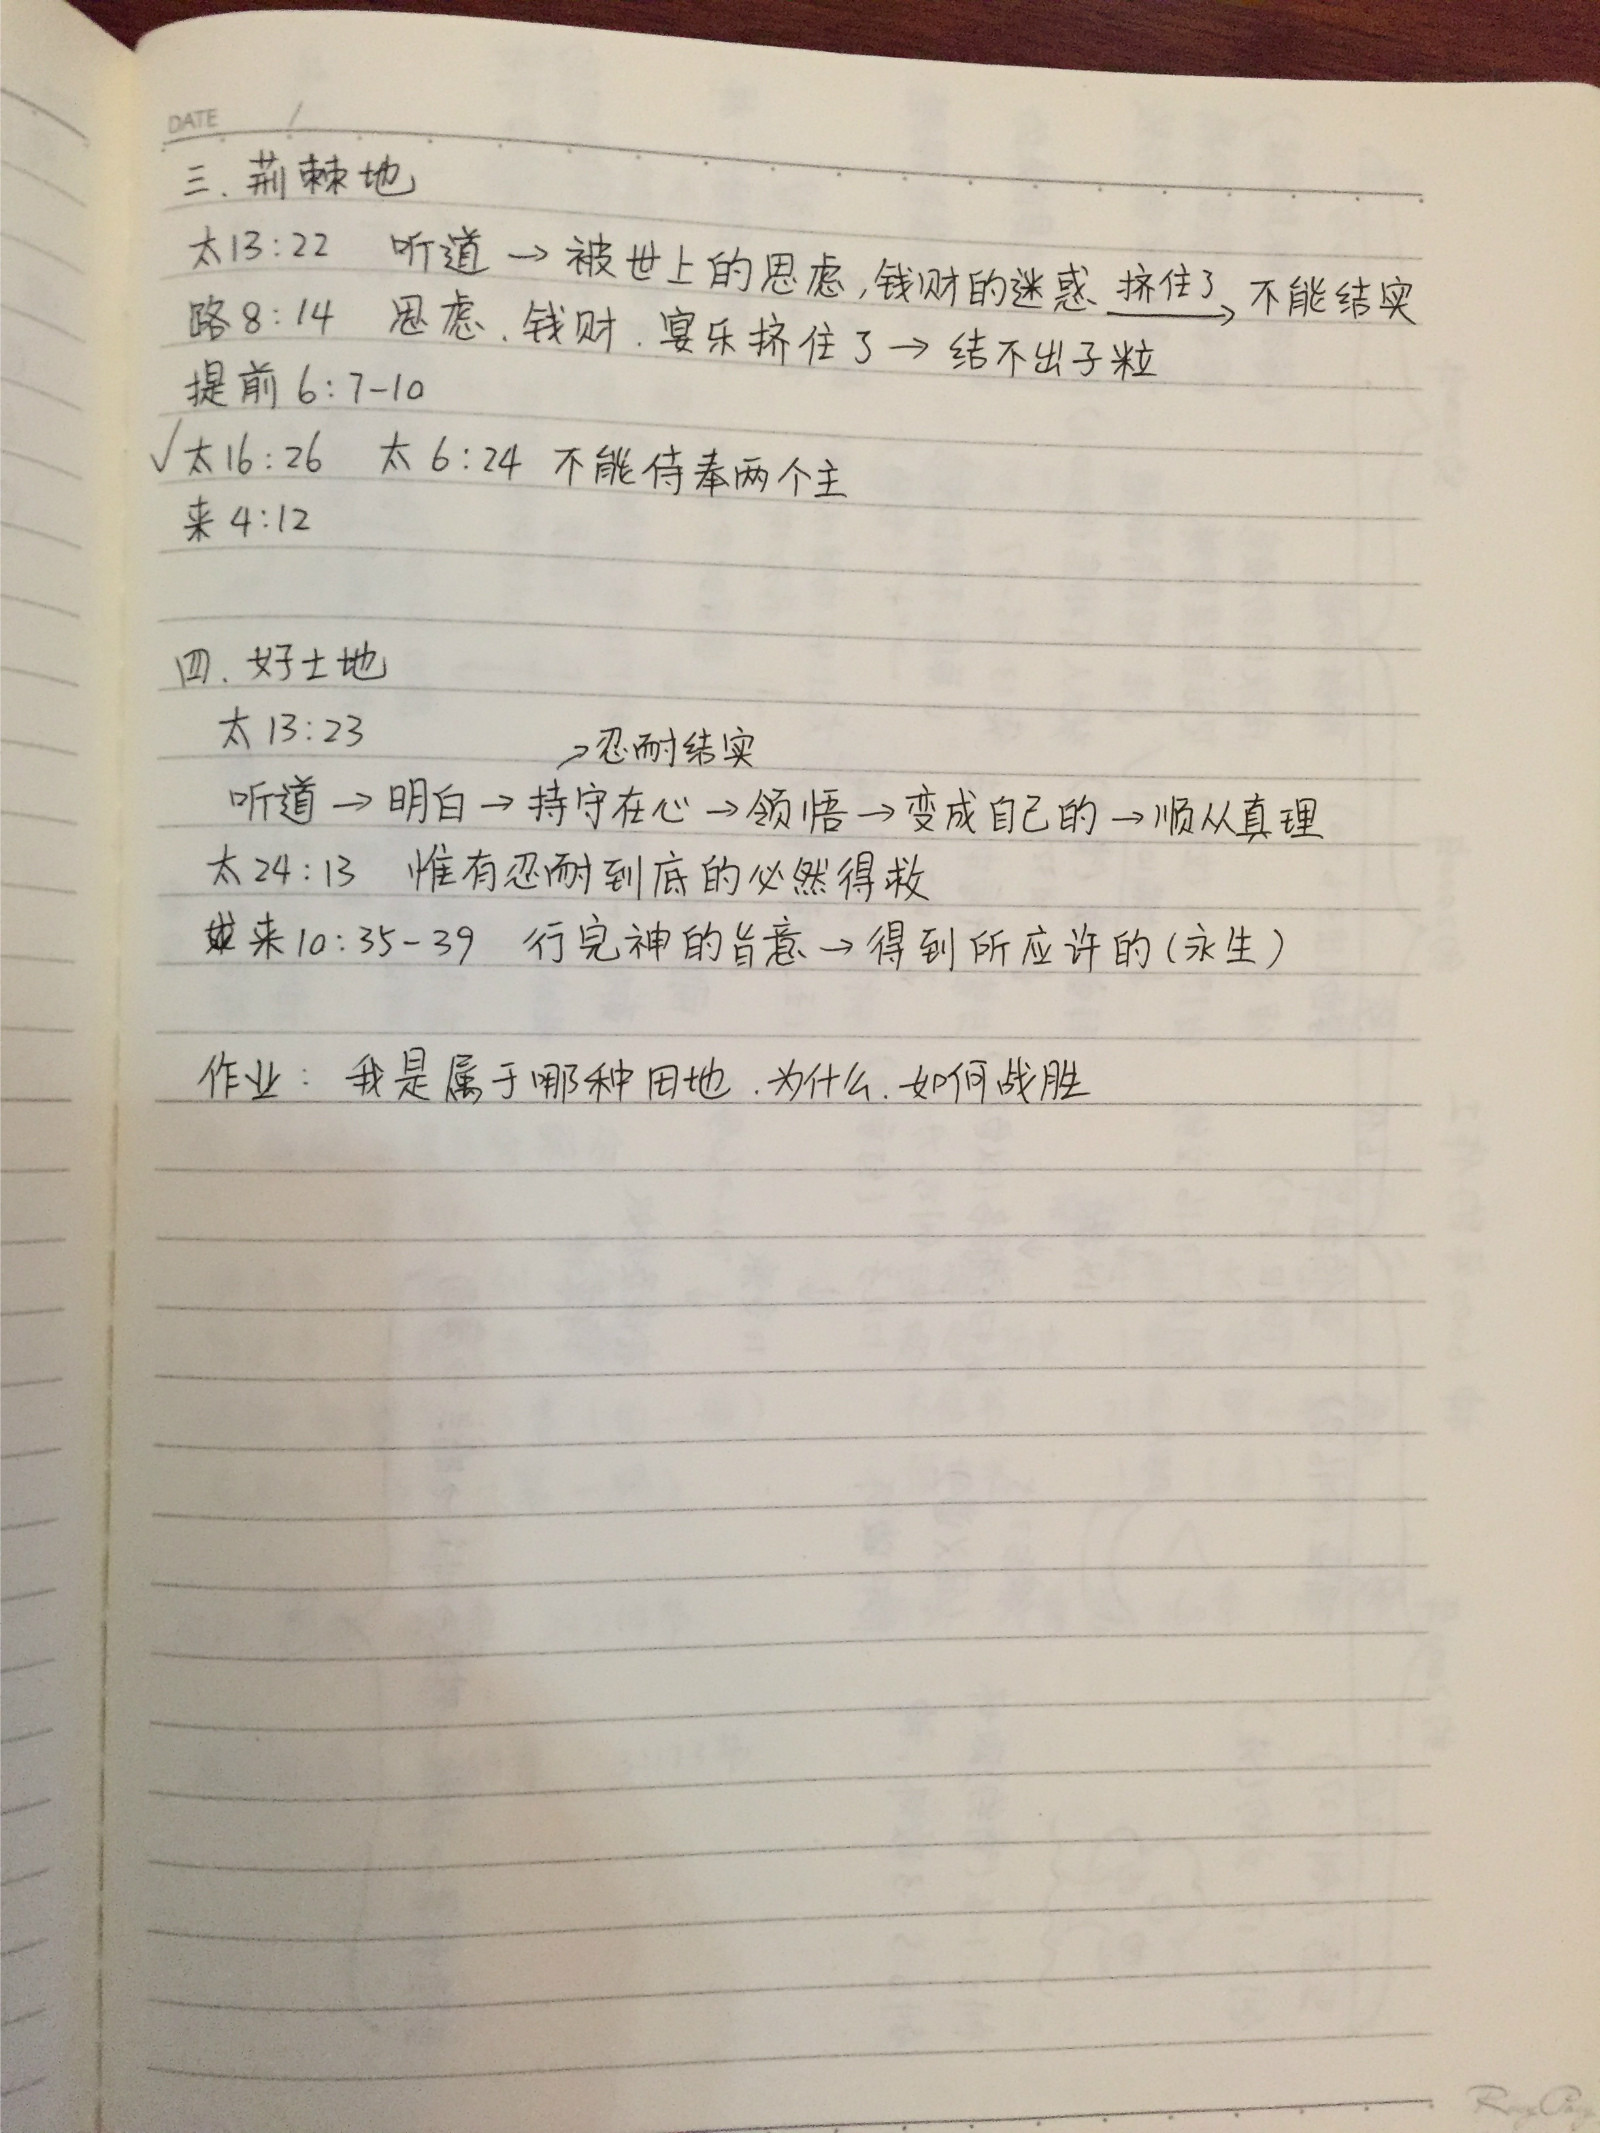 DATE /
三. 荆棘地
太13:22 听道→被世上的思虑,钱财的迷惑 挤住了→ 不能结实
路8:14 思虑.钱财.宴乐挤住了→结不出子粒
提前6:7-10
√太16:26 太6:24 不能侍奉两个主
来4:12
四. 好土地
太13:23
→忍耐结实
听道→明白→持守在心→领悟→变成自己的→顺从真理
太24:13 惟有忍耐到底的必然得救
来10:35-39 行完神的旨意→得到所应许的(永生)
作业: 我是属于哪种田地.为什么.如何战胜